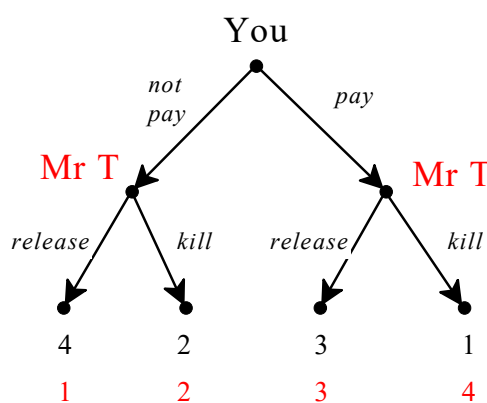 You
not
pay
pay
Mr T
Mr T
release
kill
release
kill
4 2 3 1
1 2 3 4